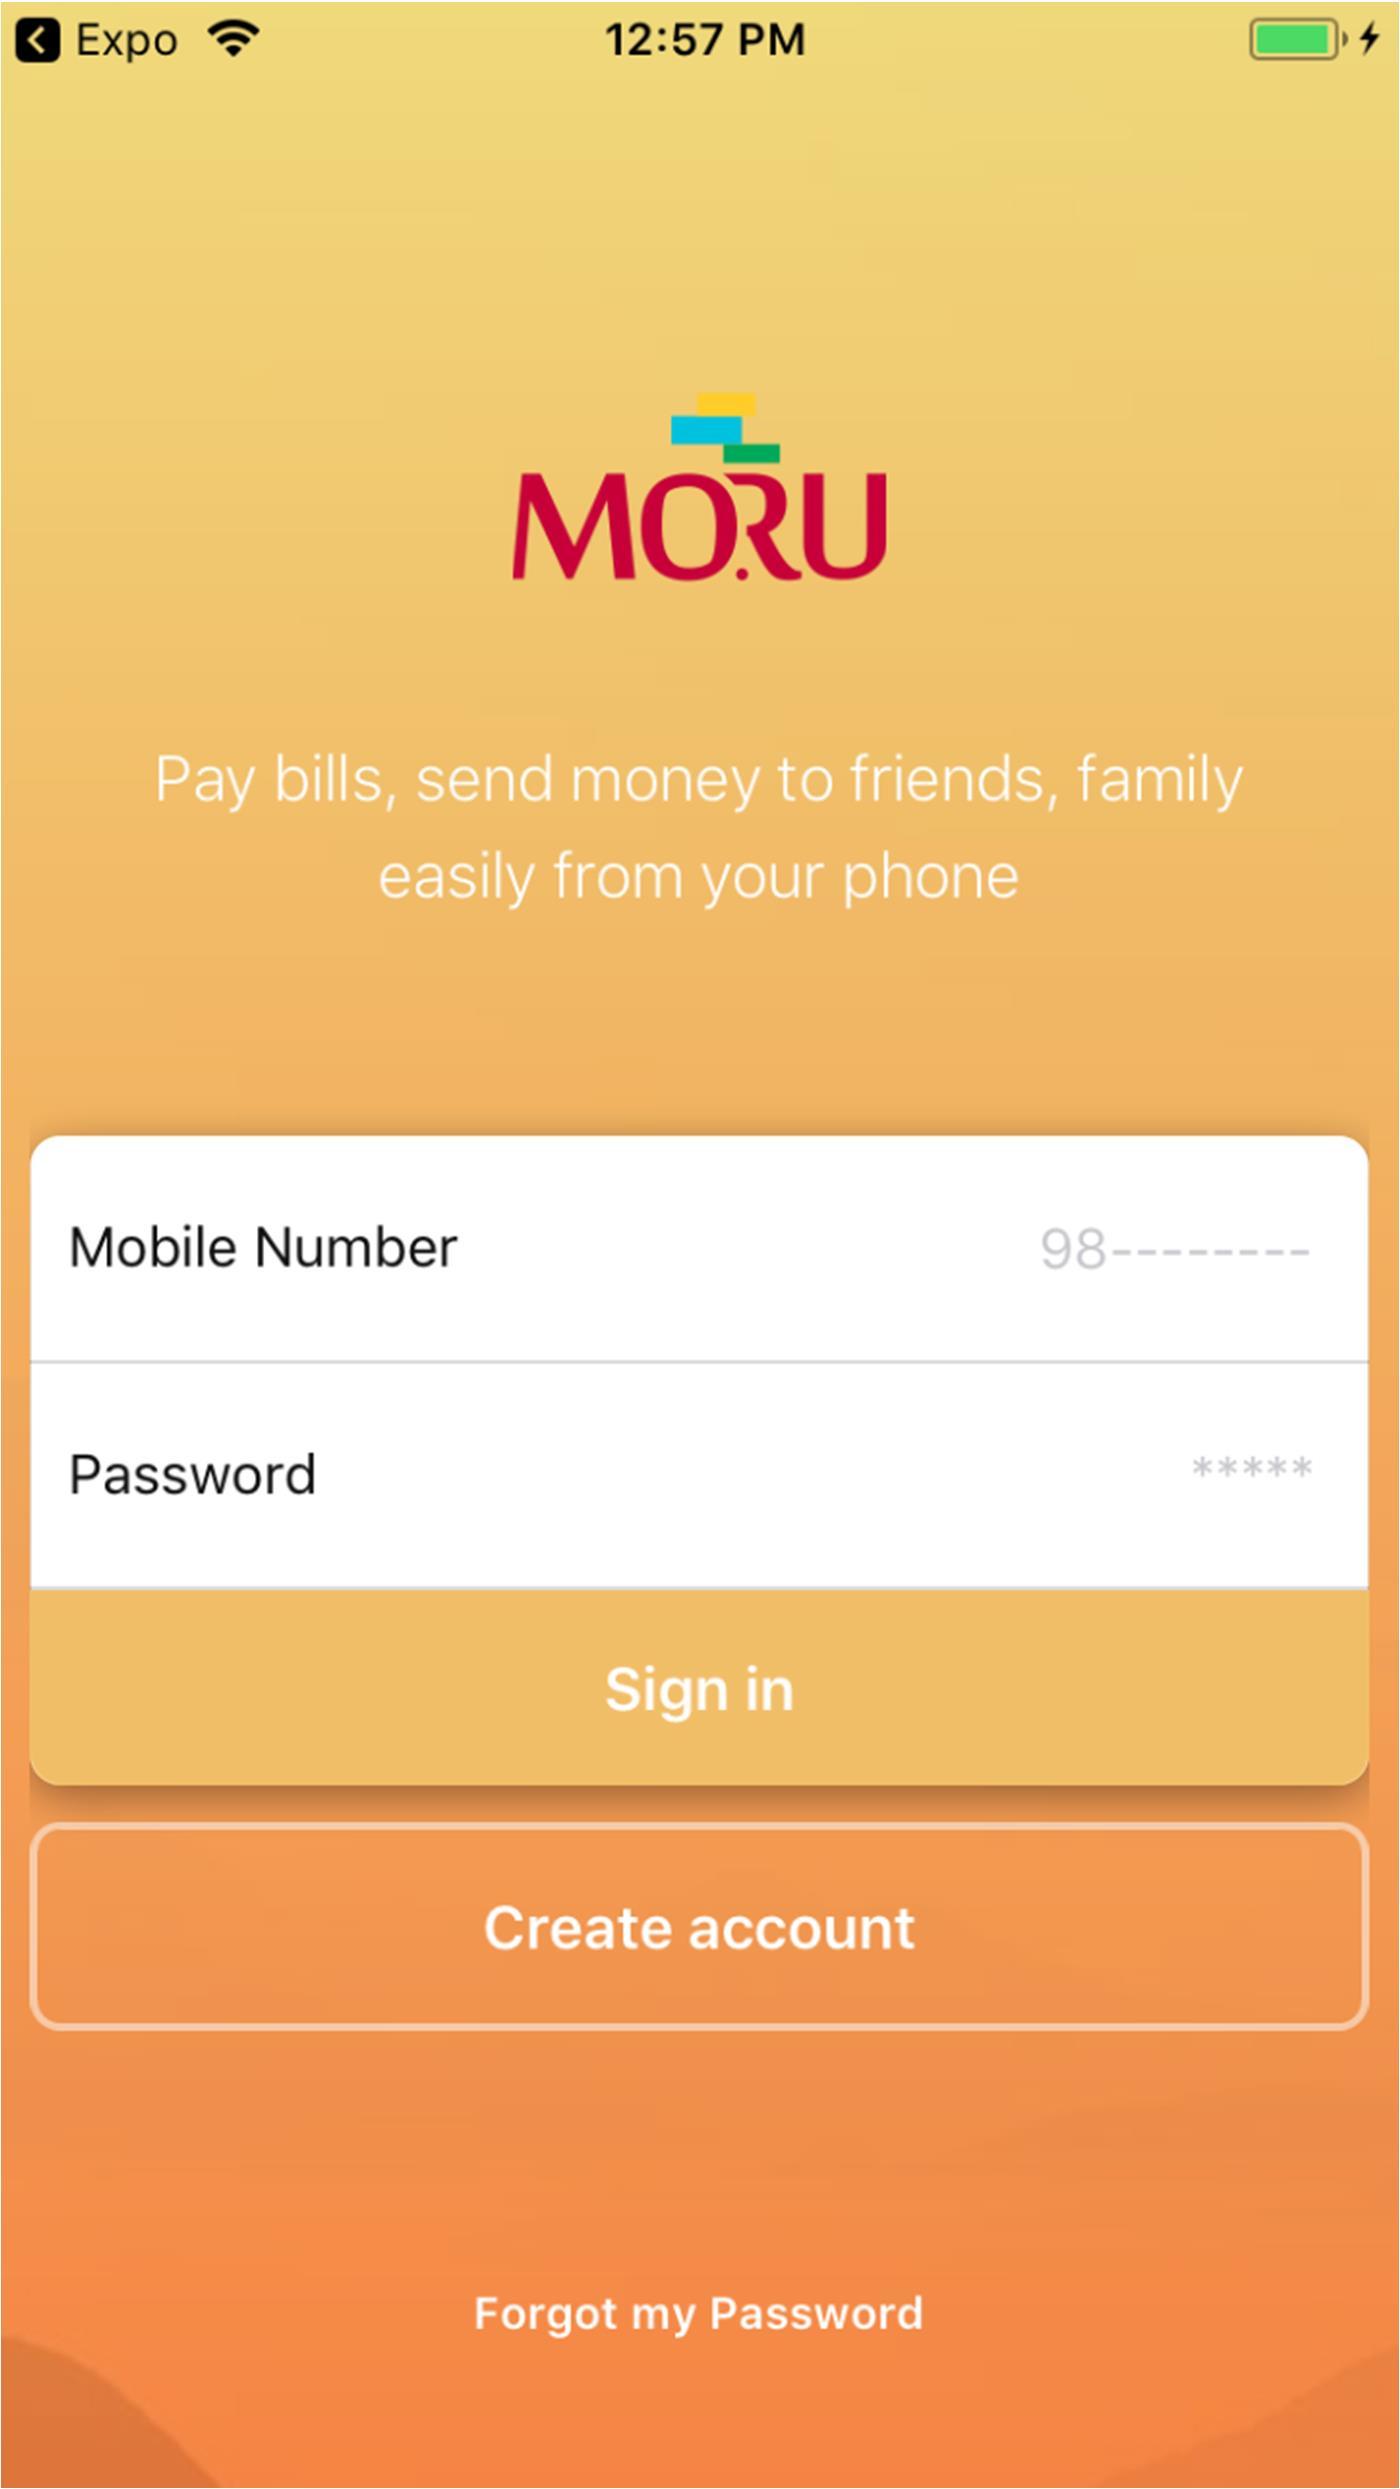 Expo
12:57 PM
MORU
Pay bills, send money to friends, family
easily from your phone
Mobile Number 98--------
Password *****
Sign in
Create account
Forgot my Password